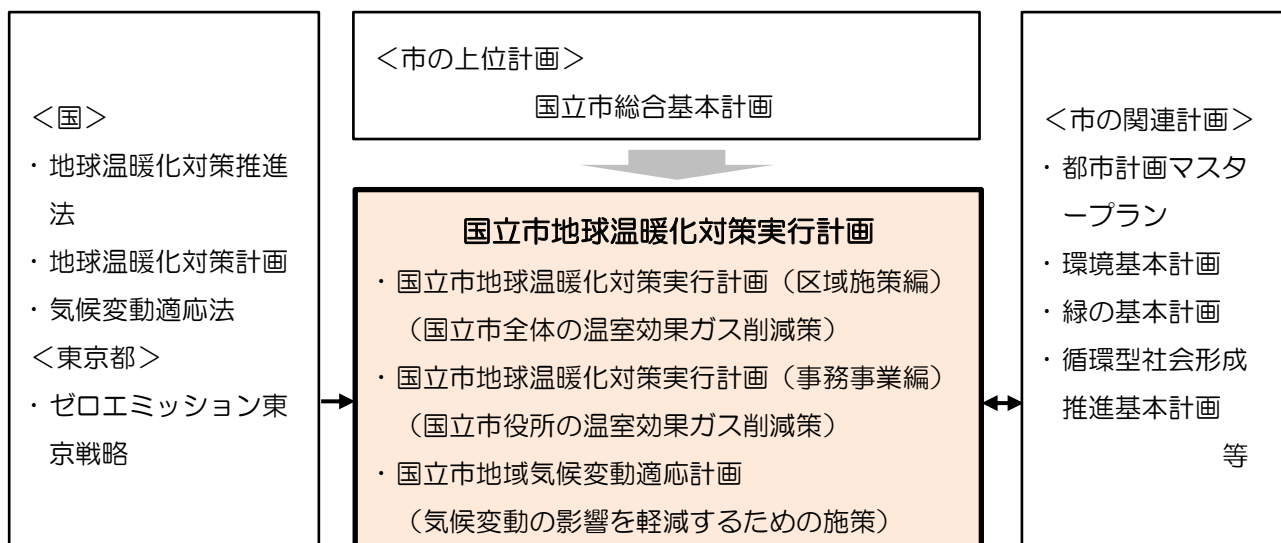 ＜国＞
・地球温暖化対策推進
法
・地球温暖化対策計画
・気候変動適応法
＜東京都＞
・ゼロエミッション東
京戦略
＜市の上位計画＞
国立市総合基本計画
国立市地球温暖化対策実行計画
・国立市地球温暖化対策実行計画（区域施策編）
（国立市全体の温室効果ガス削減策）
・国立市地球温暖化対策実行計画（事務事業編）
（国立市役所の温室効果ガス削減策）
・国立市地域気候変動適応計画
（気候変動の影響を軽減するための施策）
＜市の関連計画＞
・都市計画マスタ
ープラン
・環境基本計画
・緑の基本計画
・循環型社会形成
推進基本計画
等